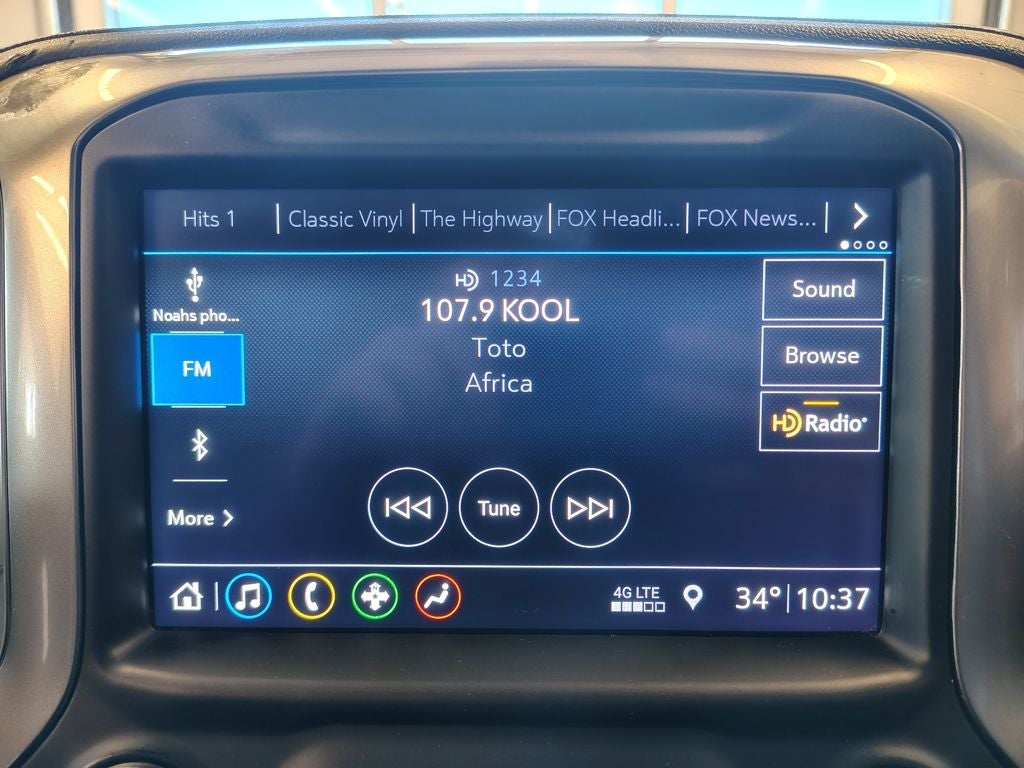 Hits 1 | Classic Vinyl | The Highway | FOX Headli... | FOX News... |
Noahs pho...
FM
More
HD 1234
107.9 KOOL
Toto
Africa
Tune
Sound
Browse
HD Radio®
4G LTE
34° | 10:37